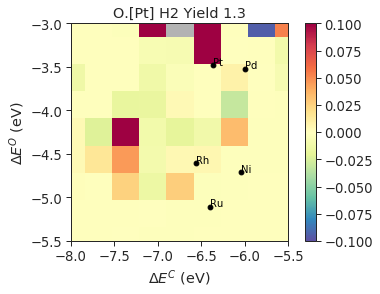 O.[Pt] H2 Yield 1.3
−3.0
−3.5
−4.0
−4.5
−5.0
−5.5
ΔE^O (eV)
Pt
Pd
Rh
Ni
Ru
−8.0 −7.5 −7.0 −6.5 −6.0 −5.5
ΔE^C (eV)
0.100
0.075
0.050
0.025
0.000
−0.025
−0.050
−0.075
−0.100